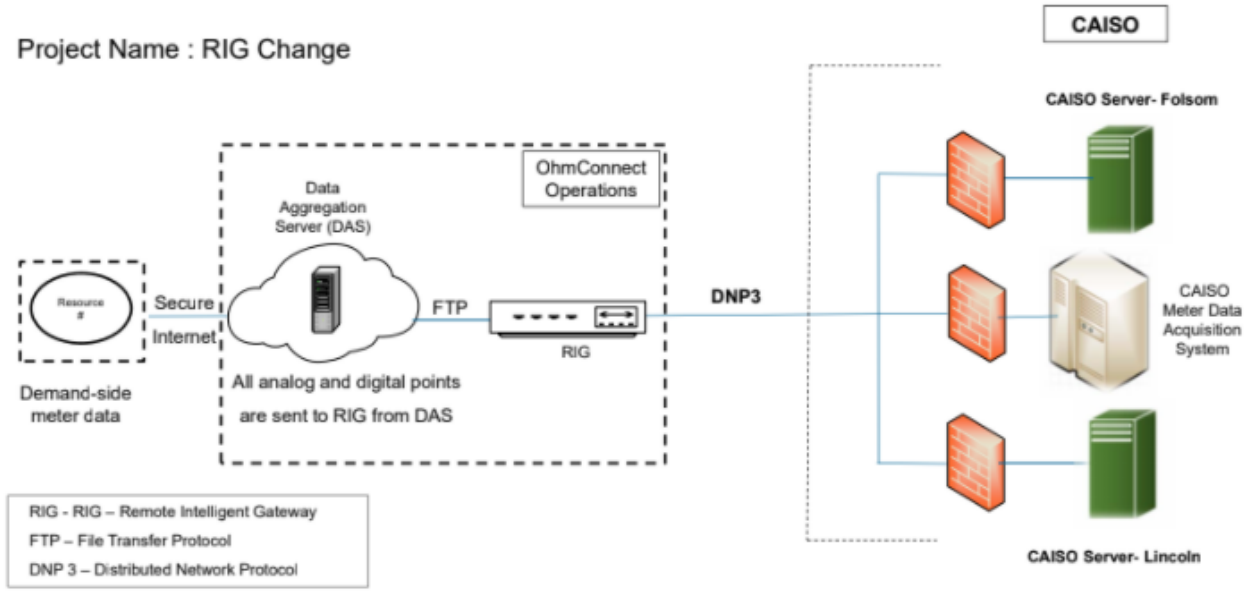 CAISO
Project Name : RIG Change
CAISO Server- Folsom
OhmConnect
Operations
Data
Aggregation
Server (DAS)
Resource
#
Secure
Internet
FTP
RIG
DNP3
CAISO
Meter Data
Acquisition
System
Demand-side
meter data
All analog and digital points
are sent to RIG from DAS
RIG - RIG – Remote Intelligent Gateway
FTP – File Transfer Protocol
DNP 3 – Distributed Network Protocol
CAISO Server- Lincoln